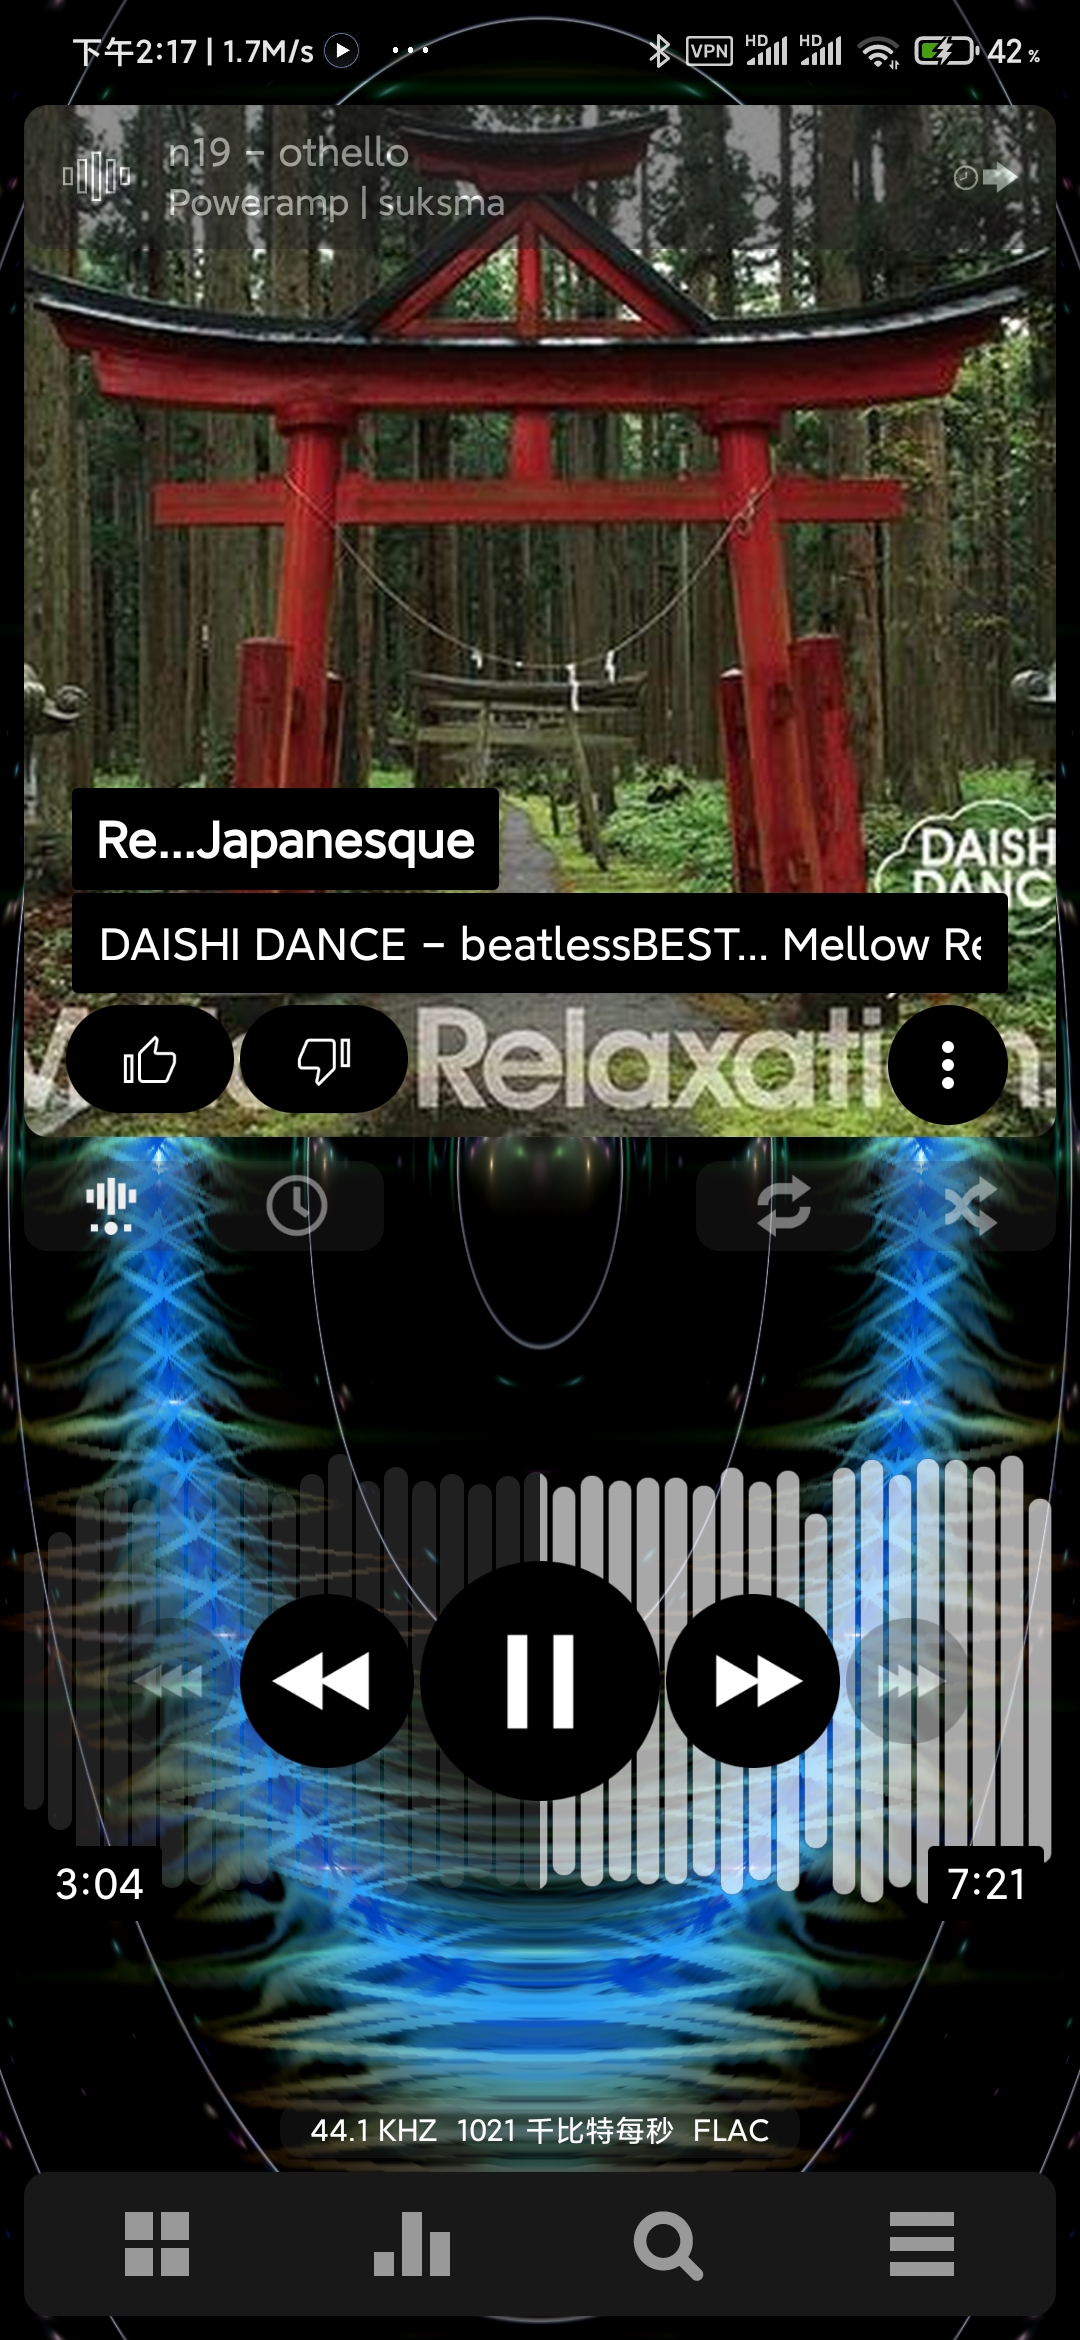 下午2:17 | 1.7M/s ... VPN HD HD 42 %
n19 – othello
Poweramp | suksma
DAISH
DANC
Re...Japanesque
DAISHI DANCE – beatlessBEST... Mellow Re
Relaxati
3:04
7:21
44.1 KHZ 1021 千比特每秒 FLAC